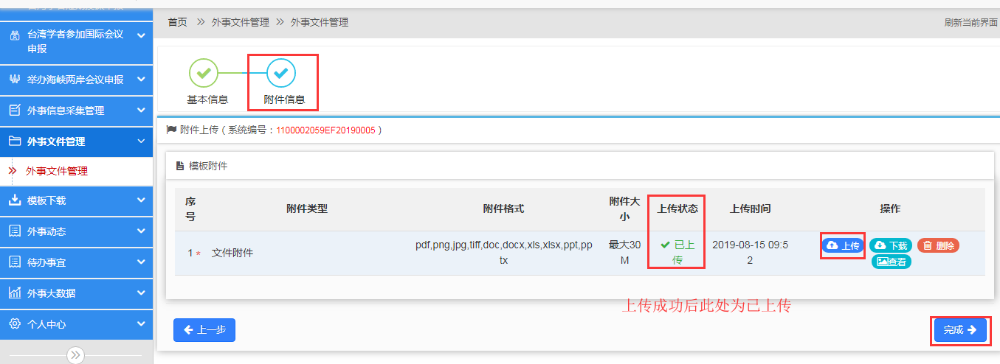 首页 外事文件管理 外事文件管理
刷新当前界面
台湾学者参加国际会议
申报
举办海峡两岸会议申报
外事信息采集管理
外事文件管理
外事文件管理
模板下载
外事动态
待办事宜
外事大数据
个人中心
基本信息 附件信息
附件上传 ( 系统编号：1100002059EF20190005 )
模板附件
序
号
附件类型
附件格式
附件大
小
上传状态
上传时间
操作
1 *
文件附件
pdf,png,jpg,tiff,doc,docx,xls,xlsx,ppt,pp
tx
最大30
M
已上
传
2019-08-15 09:5
2
上传 下载 删除
查看
上传成功后此处为已上传
上一步
完成